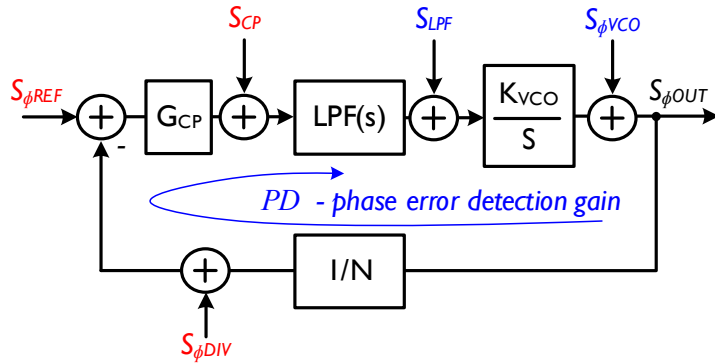 S_CP S_LPF S_ϕVCO
S_ϕREF + G_CP + LPF(s) + K_VCO + S_ϕOUT
S
-
PD - phase error detection gain
+ 1/N
S_ϕDIV